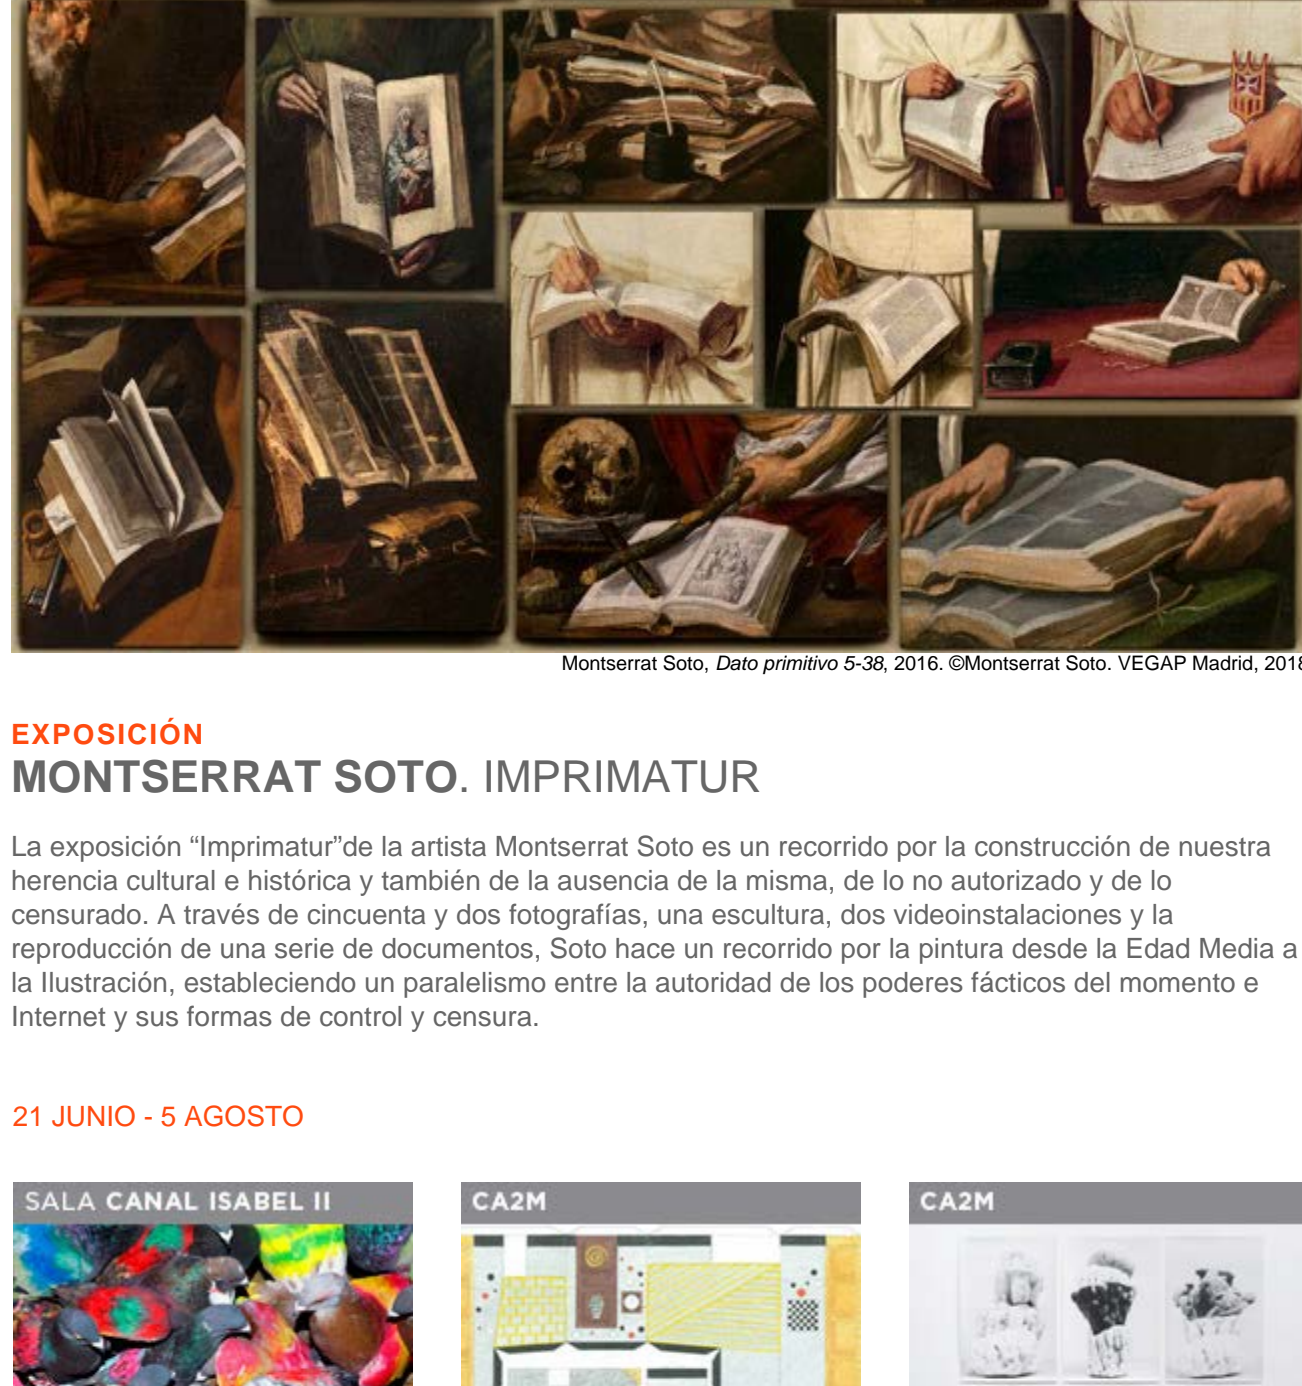 Montserrat Soto, Dato primitivo 5-38, 2016. ©Montserrat Soto. VEGAP Madrid, 2018
EXPOSICIÓN
MONTSERRAT SOTO. IMPRIMATUR
La exposición “Imprimatur”de la artista Montserrat Soto es un recorrido por la construcción de nuestra
herencia cultural e histórica y también de la ausencia de la misma, de lo no autorizado y de lo
censurado. A través de cincuenta y dos fotografías, una escultura, dos videoinstalaciones y la
reproducción de una serie de documentos, Soto hace un recorrido por la pintura desde la Edad Media a
la Ilustración, estableciendo un paralelismo entre la autoridad de los poderes fácticos del momento e
Internet y sus formas de control y censura.
21 JUNIO - 5 AGOSTO
SALA CANAL ISABEL II
CA2M
CA2M